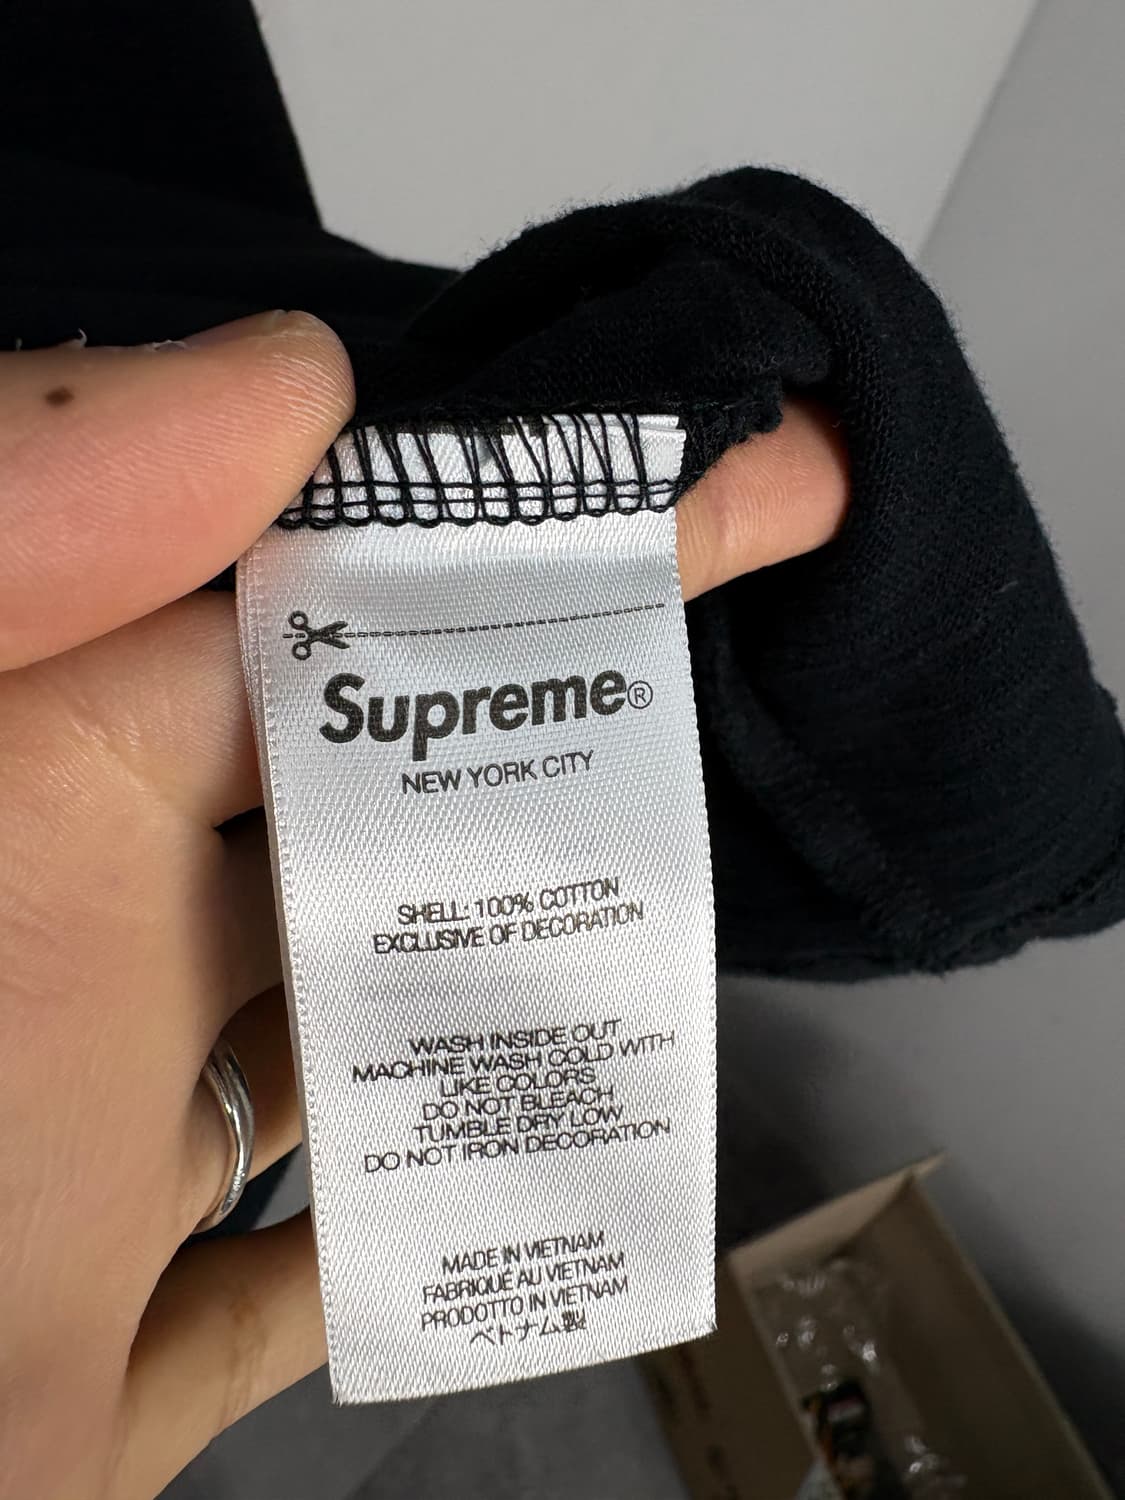 Supreme®
NEW YORK CITY
SHELL: 100% COTTON
EXCLUSIVE OF DECORATION
WASH INSIDE OUT
MACHINE WASH COLD WITH
LIKE COLORS
DO NOT BLEACH
TUMBLE DRY LOW
DO NOT IRON DECORATION
MADE IN VIETNAM
FABRIQUÉ AU VIETNAM
PRODOTTO IN VIETNAM
ベトナム製